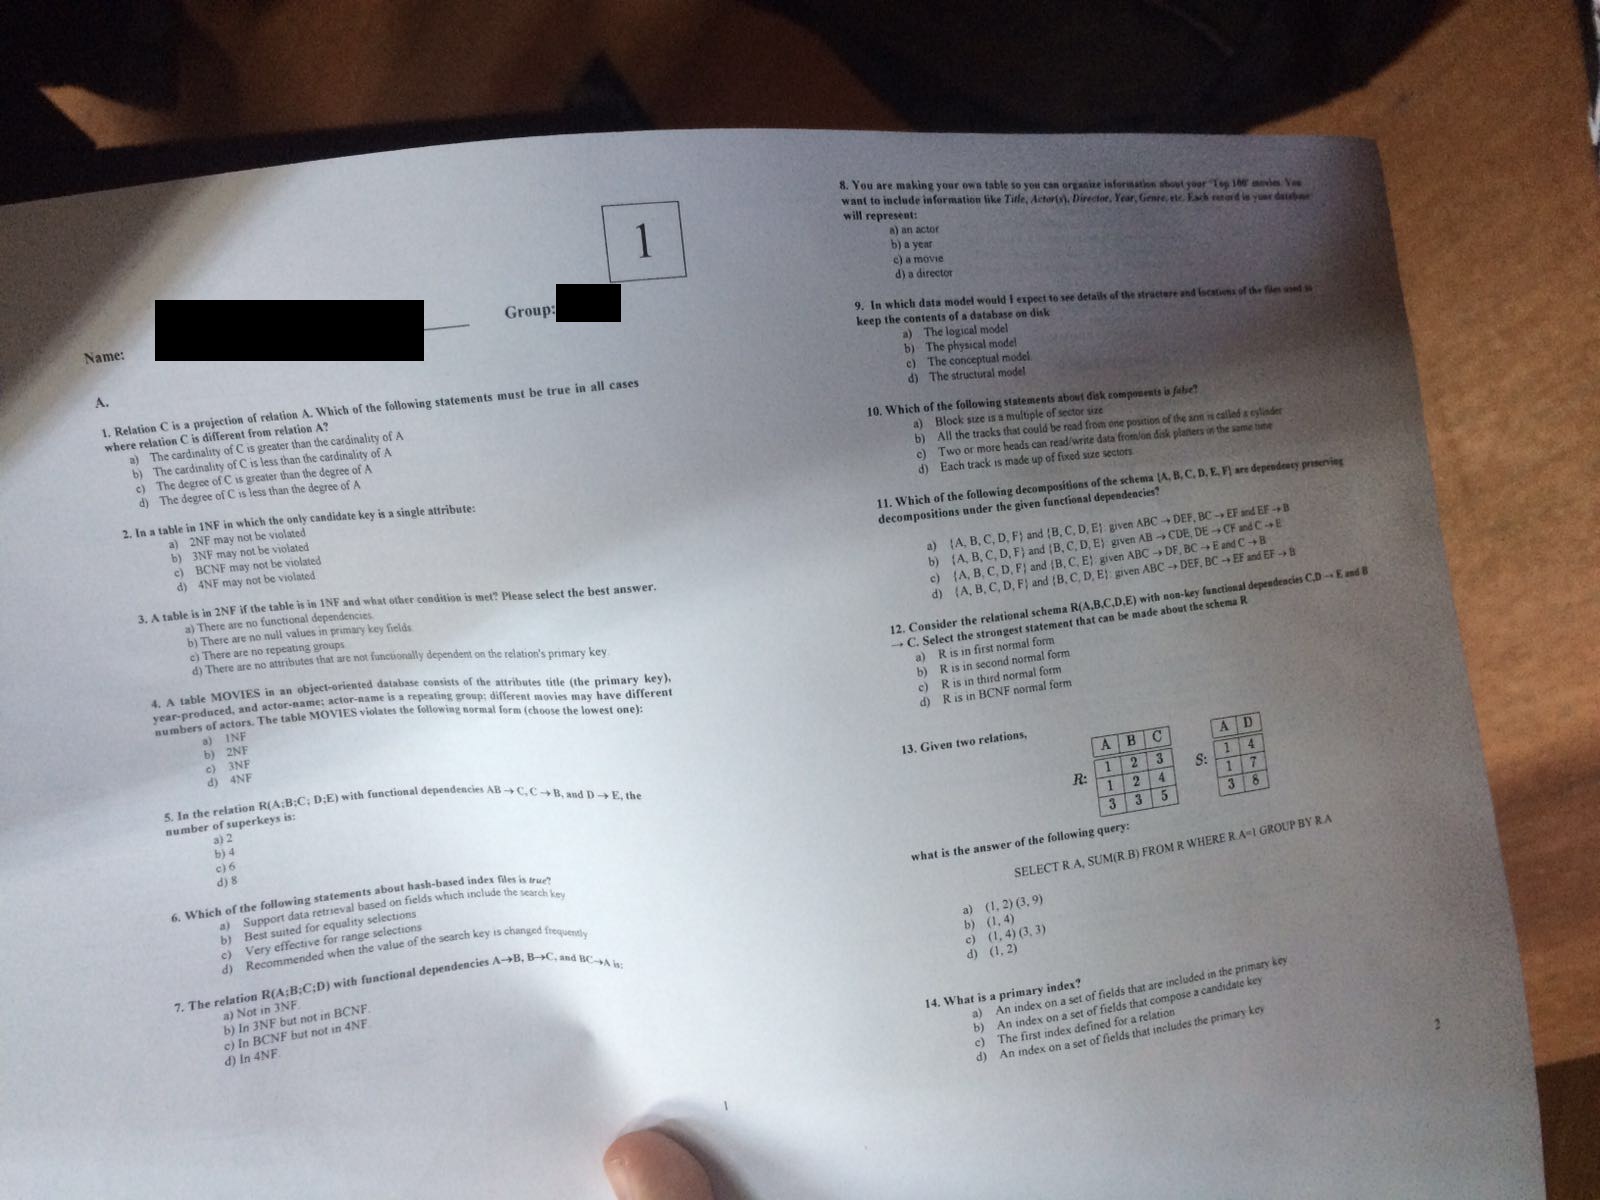 1
Name:
Group:
A.
1. Relation C is a projection of relation A. Which of the following statements must be true in all cases
where relation C is different from relation A?
a) The cardinality of C is greater than the cardinality of A
b) The cardinality of C is less than the cardinality of A
c) The degree of C is greater than the degree of A
d) The degree of C is less than the degree of A
2. In a table in 1NF in which the only candidate key is a single attribute:
a) 2NF may not be violated
b) 3NF may not be violated
c) BCNF may not be violated
d) 4NF may not be violated
3. A table is in 2NF if the table is in 1NF and what other condition is met? Please select the best answer.
a) There are no functional dependencies.
b) There are no null values in primary key fields.
c) There are no repeating groups.
d) There are no attributes that are not functionally dependent on the relation's primary key.
4. A table MOVIES in an object-oriented database consists of the attributes title (the primary key),
year-produced, and actor-name; actor-name is a repeating group; different movies may have different
numbers of actors. The table MOVIES violates the following normal form (choose the lowest one):
a) 1NF
b) 2NF
c) 3NF
d) 4NF
5. In the relation R(A;B;C; D;E) with functional dependencies AB → C, C → B, and D → E, the
number of superkeys is:
a) 2
b) 4
c) 6
d) 8
6. Which of the following statements about hash-based index files is true?
a) Support data retrieval based on fields which include the search key
b) Best suited for equality selections
c) Very effective for range selections
d) Recommended when the value of the search key is changed frequently
7. The relation R(A;B;C;D) with functional dependencies A→B, B→C, and BC→A is:
a) Not in 3NF.
b) In 3NF but not in BCNF.
c) In BCNF but not in 4NF.
d) In 4NF.
1
8. You are making your own table so you can organize information about your 'Top 100' movies. You
want to include information like Title, Actor(s), Director, Year, Genre, etc. Each record in your database
will represent:
a) an actor
b) a year
c) a movie
d) a director
9. In which data model would I expect to see details of the structure and locations of the files used to
keep the contents of a database on disk
a) The logical model
b) The physical model
c) The conceptual model
d) The structural model
10. Which of the following statements about disk components is false?
a) Block size is a multiple of sector size
b) All the tracks that could be read from one position of the arm is called a cylinder
c) Two or more heads can read/write data from/on disk platters in the same time
d) Each track is made up of fixed size sectors
11. Which of the following decompositions of the schema {A, B, C, D, E, F} are dependency preserving
decompositions under the given functional dependencies?
a) {A, B, C, D, F} and {B, C, D, E}: given ABC → DEF, BC → EF and EF → B
b) {A, B, C, D, F} and {B, C, D, E} given AB → CDE, DE → CF and C → E
c) {A, B, C, D, F} and {B, C, E}: given ABC → DF, BC → E and C → B
d) {A, B, C, D, F} and {B, C, D, E}: given ABC → DEF, BC → EF and EF → B
12. Consider the relational schema R(A,B,C,D,E) with non-key functional dependencies C,D → E and B
→ C. Select the strongest statement that can be made about the schema R
a) R is in first normal form
b) R is in second normal form
c) R is in third normal form
d) R is in BCNF normal form
13. Given two relations,
R:
A B C
1 2 3
1 2 4
3 3 5
S:
A D
1 4
1 7
3 8
what is the answer of the following query:
SELECT R.A, SUM(R.B) FROM R WHERE R.A=1 GROUP BY R.A
a) (1, 2) (3, 9)
b) (1, 4)
c) (1, 4) (3, 3)
d) (1, 2)
14. What is a primary index?
a) An index on a set of fields that are included in the primary key
b) An index on a set of fields that compose a candidate key
c) The first index defined for a relation
d) An index on a set of fields that includes the primary key
2